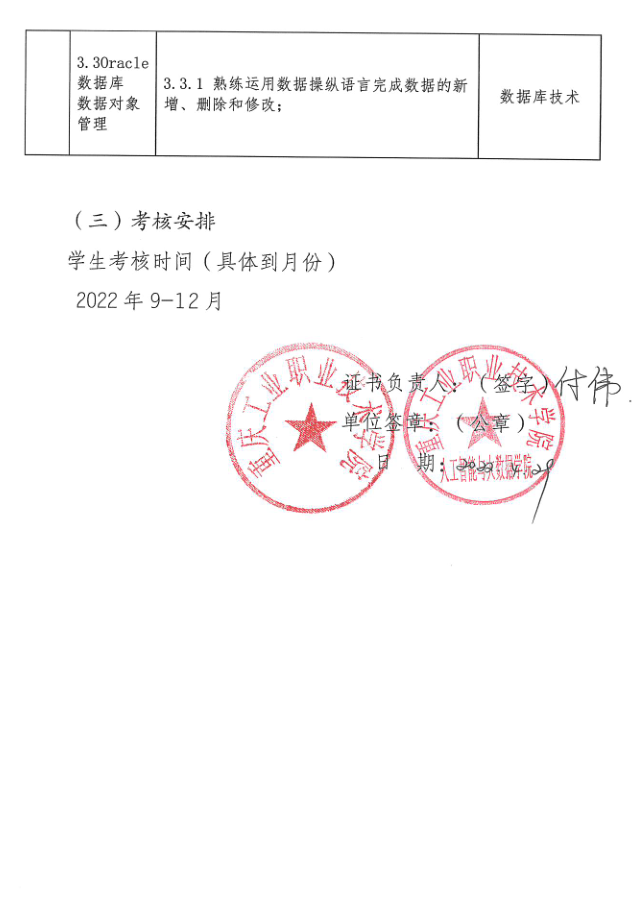 3.3Oracle
数据库
数据对象
管理
3.3.1 熟练运用数据操纵语言完成数据的新
增、删除和修改；
数据库技术
（三）考核安排
学生考核时间（具体到月份）
2022 年 9-12 月
重庆工业职业技术学院
重庆工业职业技术学院
人工智能与大数据学院
证书负责人：（签字）付伟
单位签章：（公章）
日 期：2022.4.29